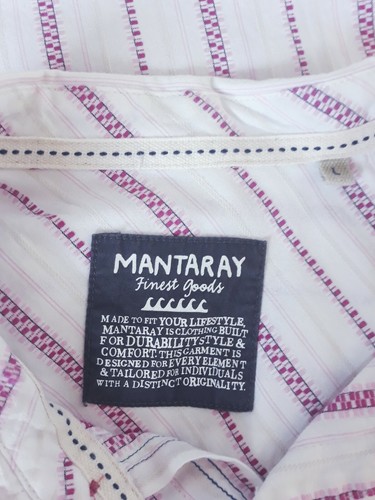 L
MANTARAY
Finest Goods
MADE TO FIT YOUR LIFESTYLE,
MANTARAY IS CLOTHING BUILT
FOR DURABILITY STYLE &
COMFORT. THIS GARMENT IS
DESIGNED FOR EVERY ELEMENT
& TAILORED FOR INDIVIDUALS
WITH A DISTINCT ORIGINALITY.